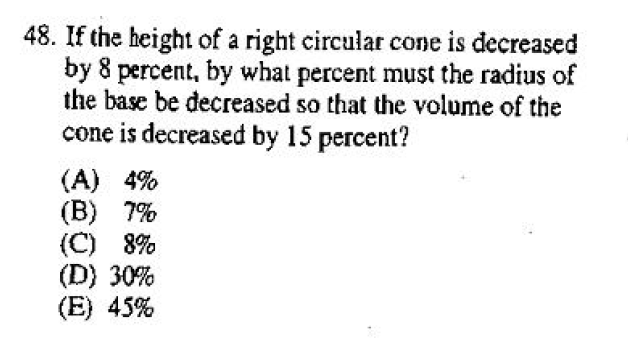 48. If the height of a right circular cone is decreased
by 8 percent, by what percent must the radius of
the base be decreased so that the volume of the
cone is decreased by 15 percent?
(A) 4%
(B) 7%
(C) 8%
(D) 30%
(E) 45%